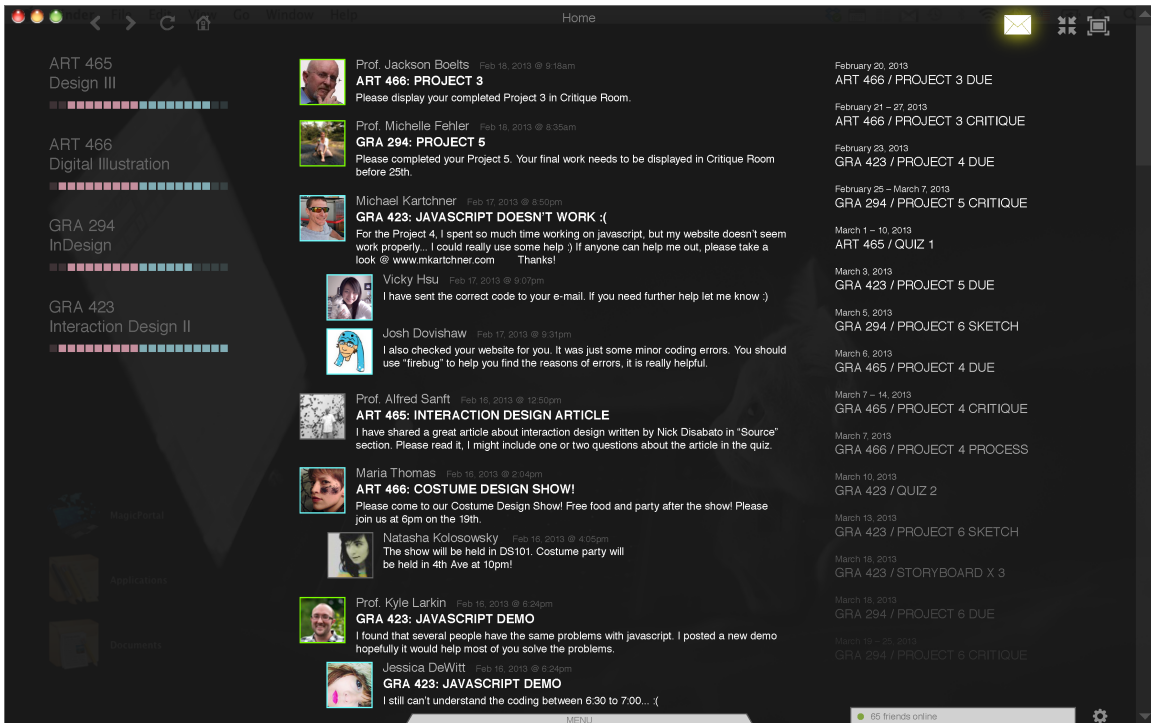 Go Window Help
Home
ART 465
Design III
ART 466
Digital Illustration
GRA 294
InDesign
GRA 423
Interaction Design II
MagicPortal
Applications
Documents
Prof. Jackson Boelts Feb 18, 2013 @ 9:18am
ART 466: PROJECT 3
Please display your completed Project 3 in Critique Room.
Prof. Michelle Fehler Feb 18, 2013 @ 8:35am
GRA 294: PROJECT 5
Please completed your Project 5. Your final work needs to be displayed in Critique Room
before 25th.
Michael Kartchner Feb 17, 2013 @ 8:50pm
GRA 423: JAVASCRIPT DOESN'T WORK :(
For the Project 4, I spent so much time working on javascript, but my website doesn't seem
work properly... I could really use some help :) If anyone can help me out, please take a
look @ www.mkartchner.com Thanks!
Vicky Hsu Feb 17, 2013 @ 9:07pm
I have sent the correct code to your e-mail. If you need further help let me know :)
Josh Dovishaw Feb 17, 2013 @ 9:31pm
I also checked your website for you. It was just some minor coding errors. You should
use “firebug” to help you find the reasons of errors, it is really helpful.
Prof. Alfred Sanft Feb 16, 2013 @ 12:50pm
ART 465: INTERACTION DESIGN ARTICLE
I have shared a great article about interaction design written by Nick Disabato in “Source”
section. Please read it, I might include one or two questions about the article in the quiz.
Maria Thomas Feb 16, 2013 @ 2:04pm
ART 466: COSTUME DESIGN SHOW!
Please come to our Costume Design Show! Free food and party after the show! Please
join us at 6pm on the 19th.
Natasha Kolosowsky Feb 16, 2013 @ 4:05pm
The show will be held in DS101. Costume party will
be held in 4th Ave at 10pm!
Prof. Kyle Larkin Feb 16, 2013 @ 6:24pm
GRA 423: JAVASCRIPT DEMO
I found that several people have the same problems with javascript. I posted a new demo
hopefully it would help most of you solve the problems.
Jessica DeWitt Feb 16, 2013 @ 6:24pm
GRA 423: JAVASCRIPT DEMO
I still can't understand the coding between 6:30 to 7:00... :(
February 20, 2013
ART 466 / PROJECT 3 DUE
February 21 – 27, 2013
ART 466 / PROJECT 3 CRITIQUE
February 23, 2013
GRA 423 / PROJECT 4 DUE
February 25 – March 7, 2013
GRA 294 / PROJECT 5 CRITIQUE
March 1 – 10, 2013
ART 465 / QUIZ 1
March 3, 2013
GRA 423 / PROJECT 5 DUE
March 5, 2013
GRA 294 / PROJECT 6 SKETCH
March 6, 2013
GRA 465 / PROJECT 4 DUE
March 7 – 14, 2013
GRA 465 / PROJECT 4 CRITIQUE
March 7, 2013
GRA 466 / PROJECT 4 PROCESS
March 10, 2013
GRA 423 / QUIZ 2
March 13, 2013
GRA 423 / PROJECT 6 SKETCH
March 18, 2013
GRA 423 / STORYBOARD X 3
March 18, 2013
GRA 294 / PROJECT 6 DUE
March 19 – 25, 2013
GRA 294 / PROJECT 6 CRITIQUE
MENU
65 friends online